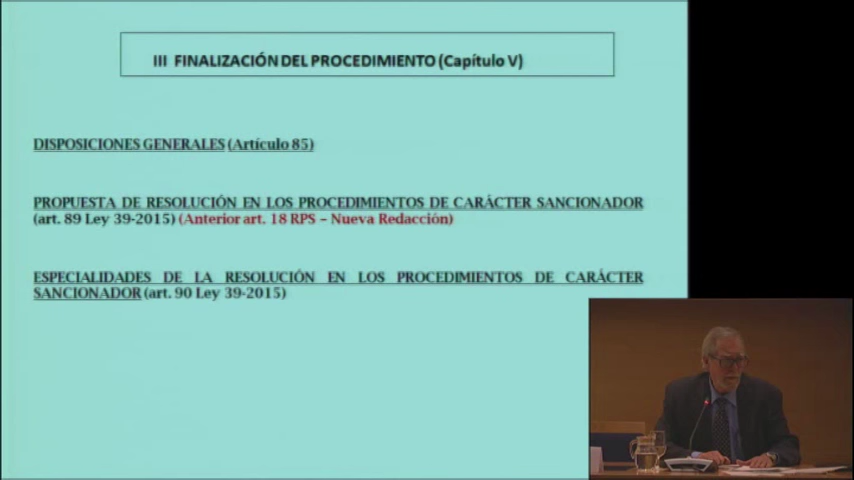 III FINALIZACIÓN DEL PROCEDIMIENTO (Capítulo V)
DISPOSICIONES GENERALES (Artículo 85)
PROPUESTA DE RESOLUCIÓN EN LOS PROCEDIMIENTOS DE CARÁCTER SANCIONADOR
(art. 89 Ley 39-2015) (Anterior art. 18 RPS – Nueva Redacción)
ESPECIALIDADES DE LA RESOLUCIÓN EN LOS PROCEDIMIENTOS DE CARÁCTER
SANCIONADOR (art. 90 Ley 39-2015)